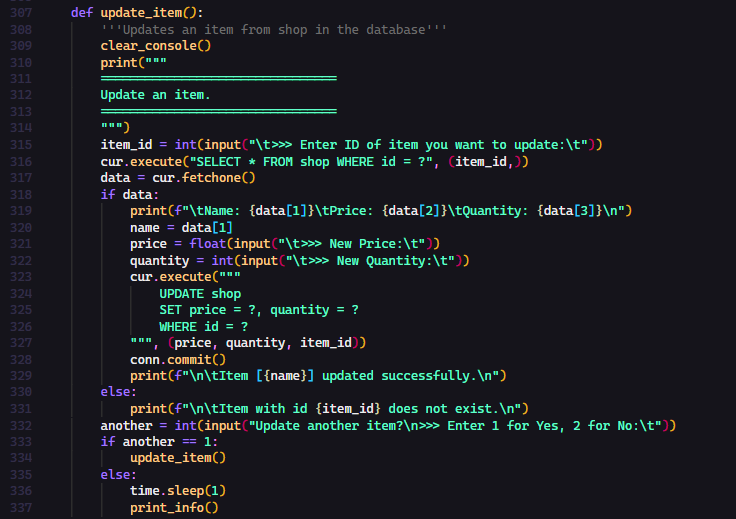 307 def update_item():
308 '''Updates an item from shop in the database'''
309 clear_console()
310 print("""
311 ================================
312 Update an item.
313 ================================
314 """)
315 item_id = int(input("\t>>> Enter ID of item you want to update:\t"))
316 cur.execute("SELECT * FROM shop WHERE id = ?", (item_id,))
317 data = cur.fetchone()
318 if data:
319 print(f"\tName: {data[1]}\tPrice: {data[2]}\tQuantity: {data[3]}\n")
320 name = data[1]
321 price = float(input("\t>>> New Price:\t"))
322 quantity = int(input("\t>>> New Quantity:\t"))
323 cur.execute("""
324 UPDATE shop
325 SET price = ?, quantity = ?
326 WHERE id = ?
327 """, (price, quantity, item_id))
328 conn.commit()
329 print(f"\n\tItem [{name}] updated successfully.\n")
330 else:
331 print(f"\n\tItem with id {item_id} does not exist.\n")
332 another = int(input("Update another item?\n>>> Enter 1 for Yes, 2 for No:\t"))
333 if another == 1:
334 update_item()
335 else:
336 time.sleep(1)
337 print_info()